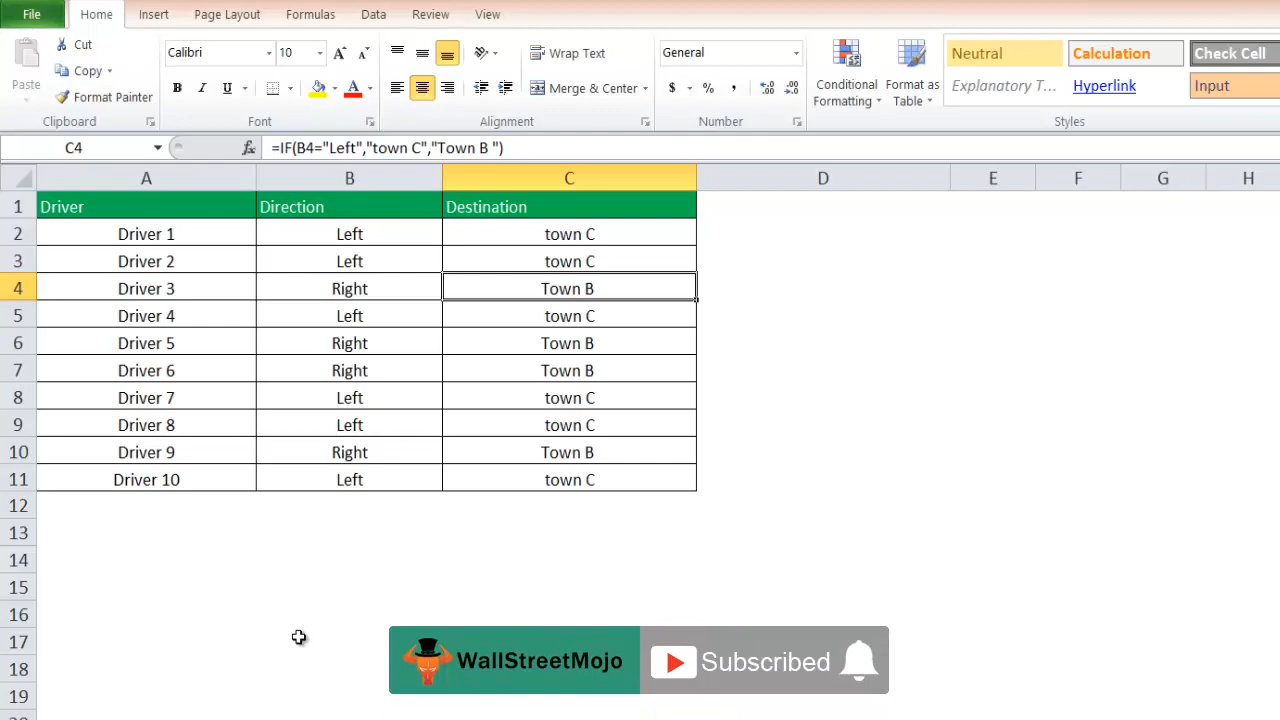 File Home Insert Page Layout Formulas Data Review View
Paste Cut Copy Format Painter
Calibri 10 A A
B I U A
Wrap Text Merge & Center
General
$ % ,
Conditional Formatting Format as Table
Neutral Calculation Check Cell
Explanatory T... Hyperlink Input
Clipboard Font Alignment Number Styles
C4 fx =IF(B4="Left","town C","Town B ")
A B C D E F G H
1 Driver Direction Destination
2 Driver 1 Left town C
3 Driver 2 Left town C
4 Driver 3 Right Town B
5 Driver 4 Left town C
6 Driver 5 Right Town B
7 Driver 6 Right Town B
8 Driver 7 Left town C
9 Driver 8 Left town C
10 Driver 9 Right Town B
11 Driver 10 Left town C
12
13
14
15
16
17
18
19
WallStreetMojo Subscribed